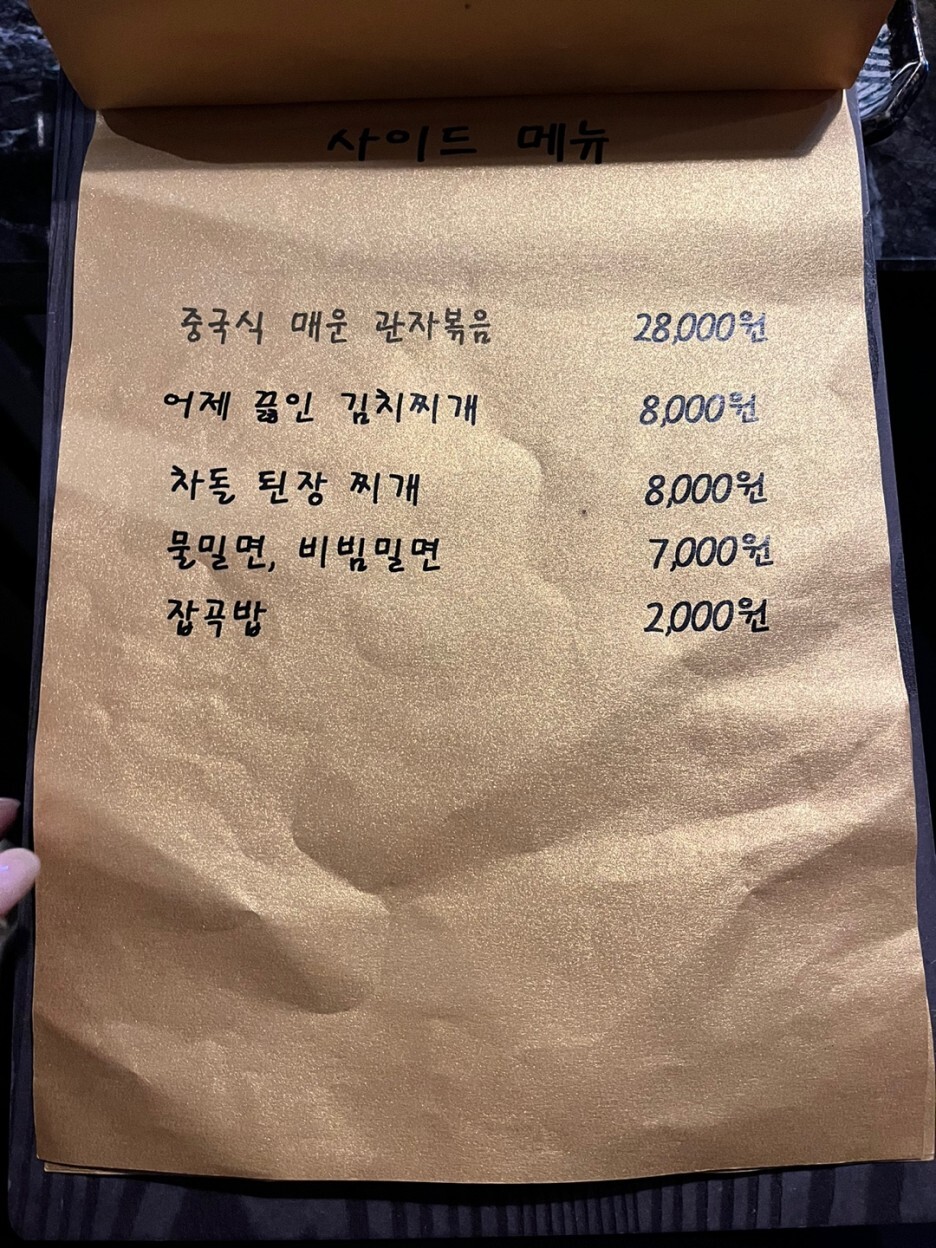 사이드 메뉴
중국식 매운 관자볶음 28,000원
어제 끓인 김치찌개 8,000원
차돌 된장 찌개 8,000원
물밀면, 비빔밀면 7,000원
잡곡밥 2,000원